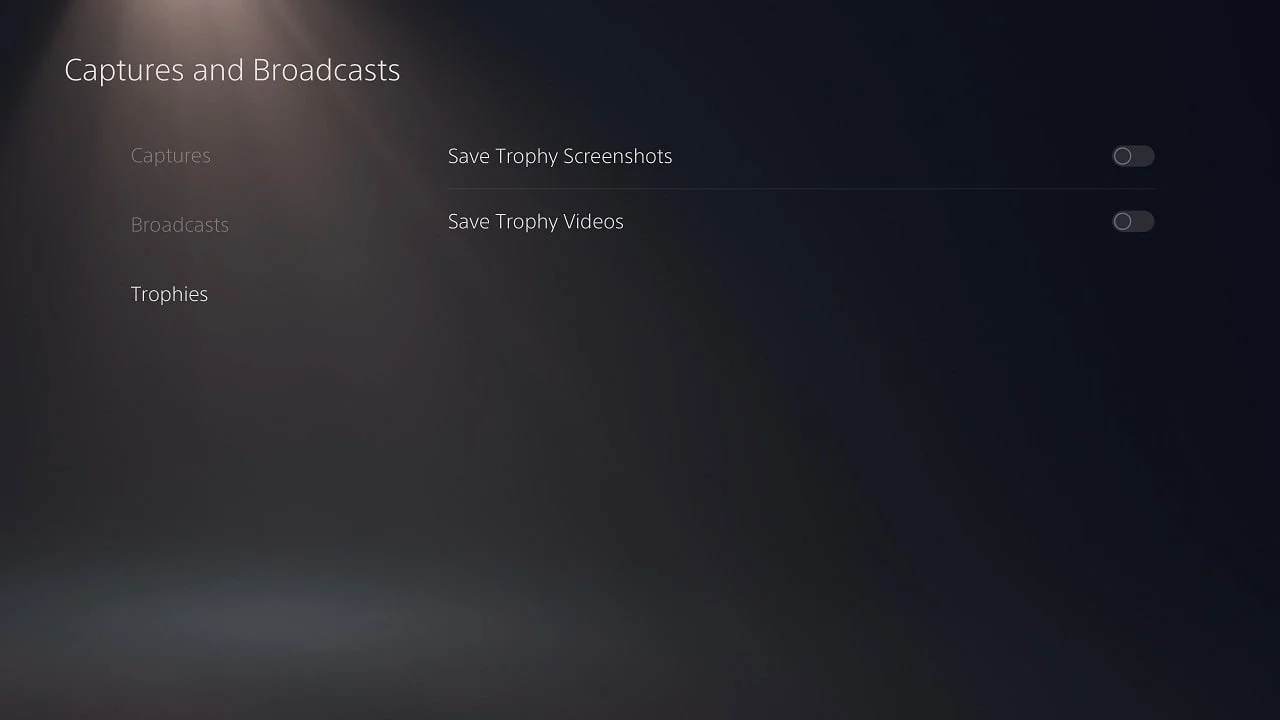 Captures and Broadcasts
Captures
Broadcasts
Trophies
Save Trophy Screenshots
Save Trophy Videos